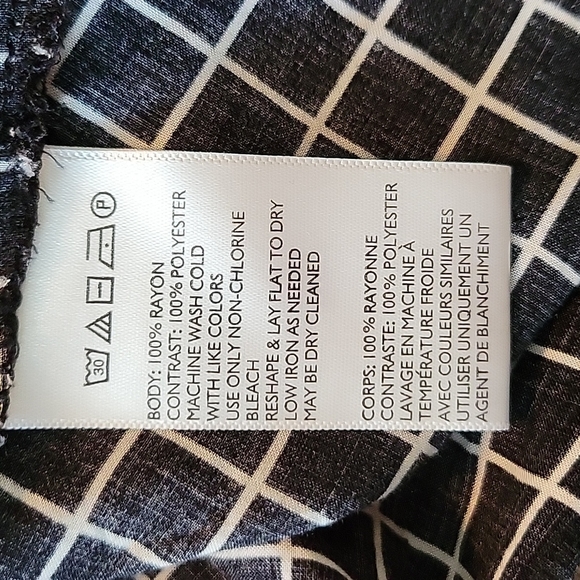 30 P
BODY: 100% RAYON
CONTRAST: 100% POLYESTER
MACHINE WASH COLD
WITH LIKE COLORS
USE ONLY NON-CHLORINE
BLEACH
RESHAPE & LAY FLAT TO DRY
LOW IRON AS NEEDED
MAY BE DRY CLEANED
CORPS: 100% RAYONNE
CONTRASTE: 100% POLYESTER
LAVAGE EN MACHINE À
TEMPÉRATURE FROIDE
AVEC COULEURS SIMILAIRES
UTILISER UNIQUEMENT UN
AGENT DE BLANCHIMENT